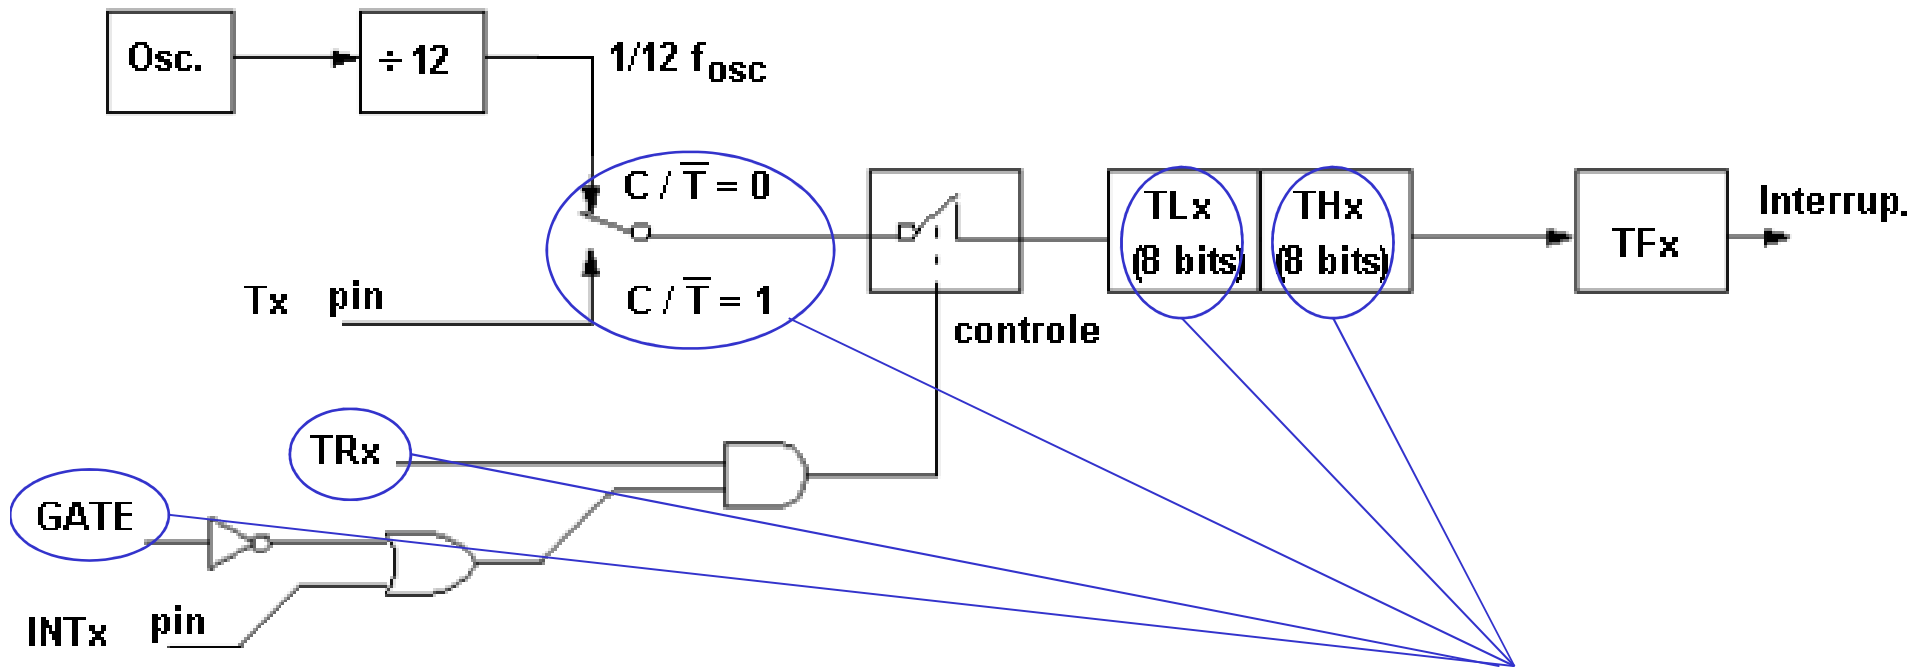 Osc.
÷ 12
1/12 fosc
C / T̅ = 0
TLx
(8 bits)
THx
(8 bits)
TFx
Interrup.
Tx pin
C / T̅ = 1
controle
TRx
GATE
INTx pin